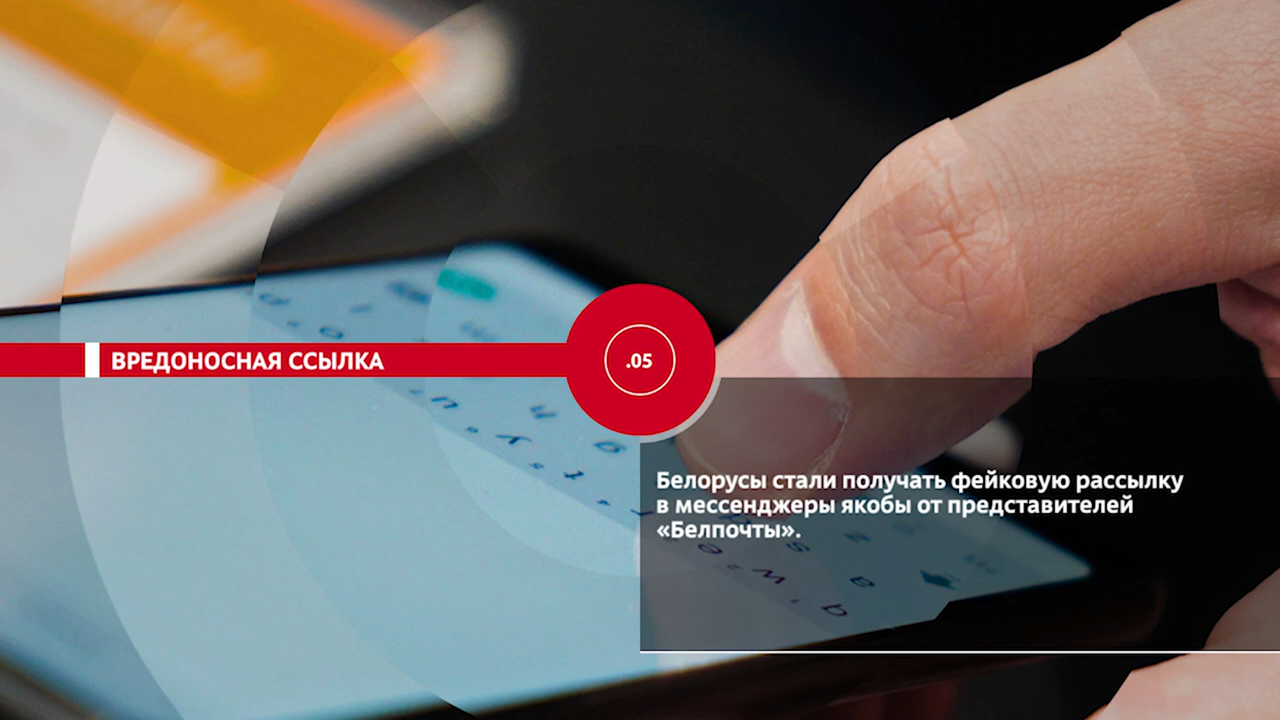 ВРЕДОНОСНАЯ ССЫЛКА
.05
Белорусы стали получать фейковую рассылку
в мессенджеры якобы от представителей
«Белпочты».